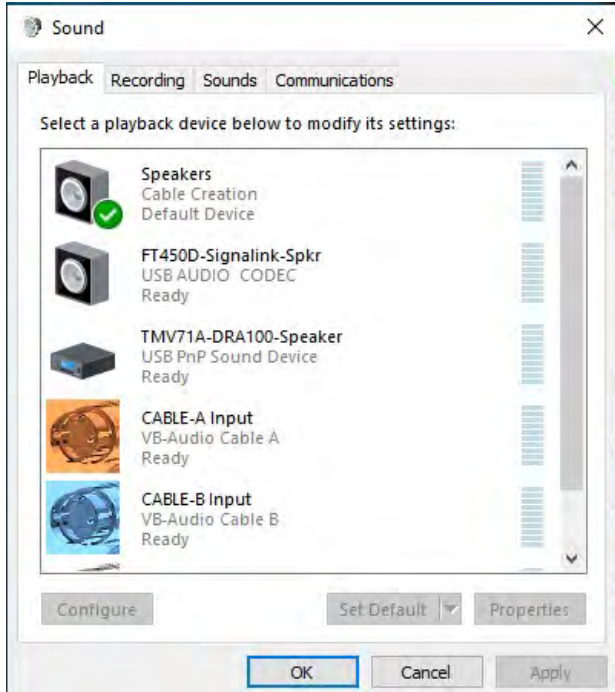 Sound
Playback Recording Sounds Communications
Select a playback device below to modify its settings:
Speakers
Cable Creation
Default Device
FT450D-Signalink-Spkr
USB AUDIO CODEC
Ready
TMV71A-DRA100-Speaker
USB PnP Sound Device
Ready
CABLE-A Input
VB-Audio Cable A
Ready
CABLE-B Input
VB-Audio Cable B
Ready
Configure Set Default Properties
OK Cancel Apply